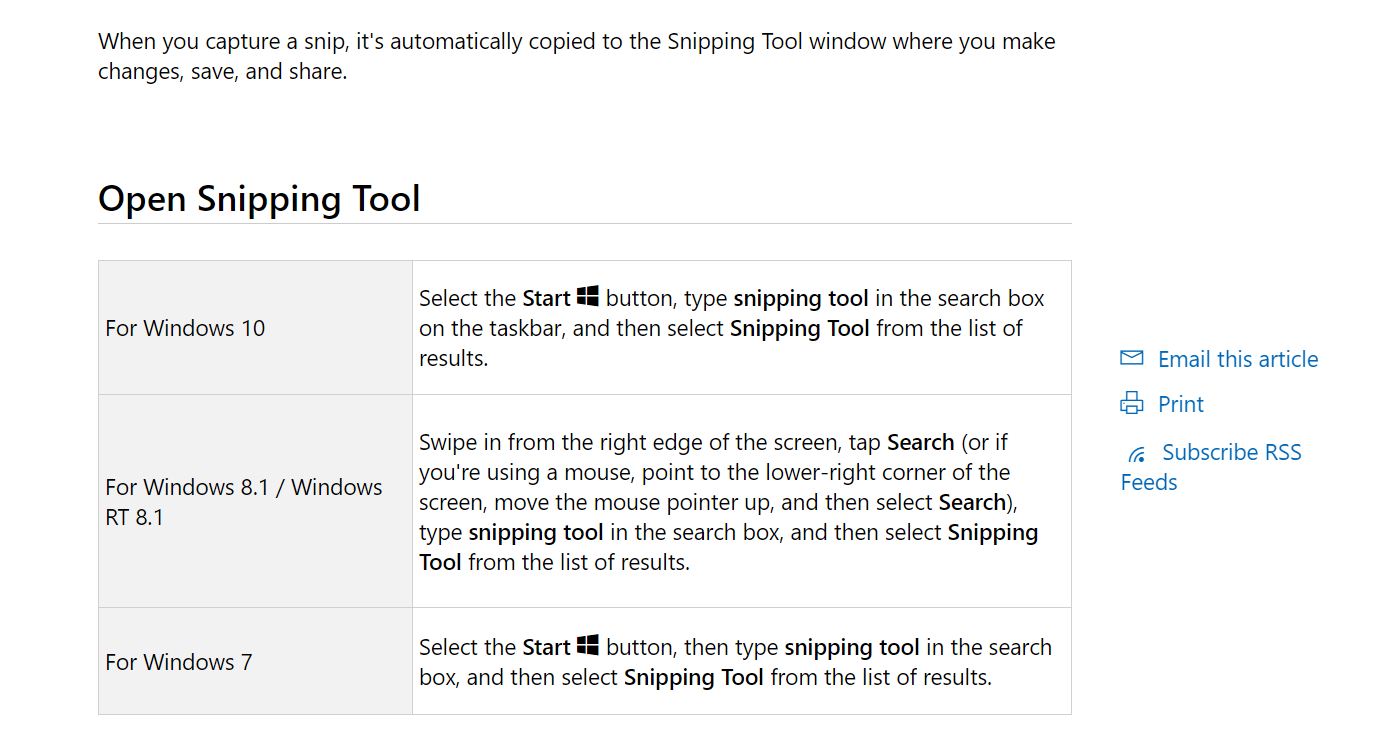 When you capture a snip, it's automatically copied to the Snipping Tool window where you make
changes, save, and share.
Open Snipping Tool
For Windows 10
Select the Start button, type snipping tool in the search box
on the taskbar, and then select Snipping Tool from the list of
results.
For Windows 8.1 / Windows
RT 8.1
Swipe in from the right edge of the screen, tap Search (or if
you're using a mouse, point to the lower-right corner of the
screen, move the mouse pointer up, and then select Search),
type snipping tool in the search box, and then select Snipping
Tool from the list of results.
For Windows 7
Select the Start button, then type snipping tool in the search
box, and then select Snipping Tool from the list of results.
Email this article
Print
Subscribe RSS
Feeds